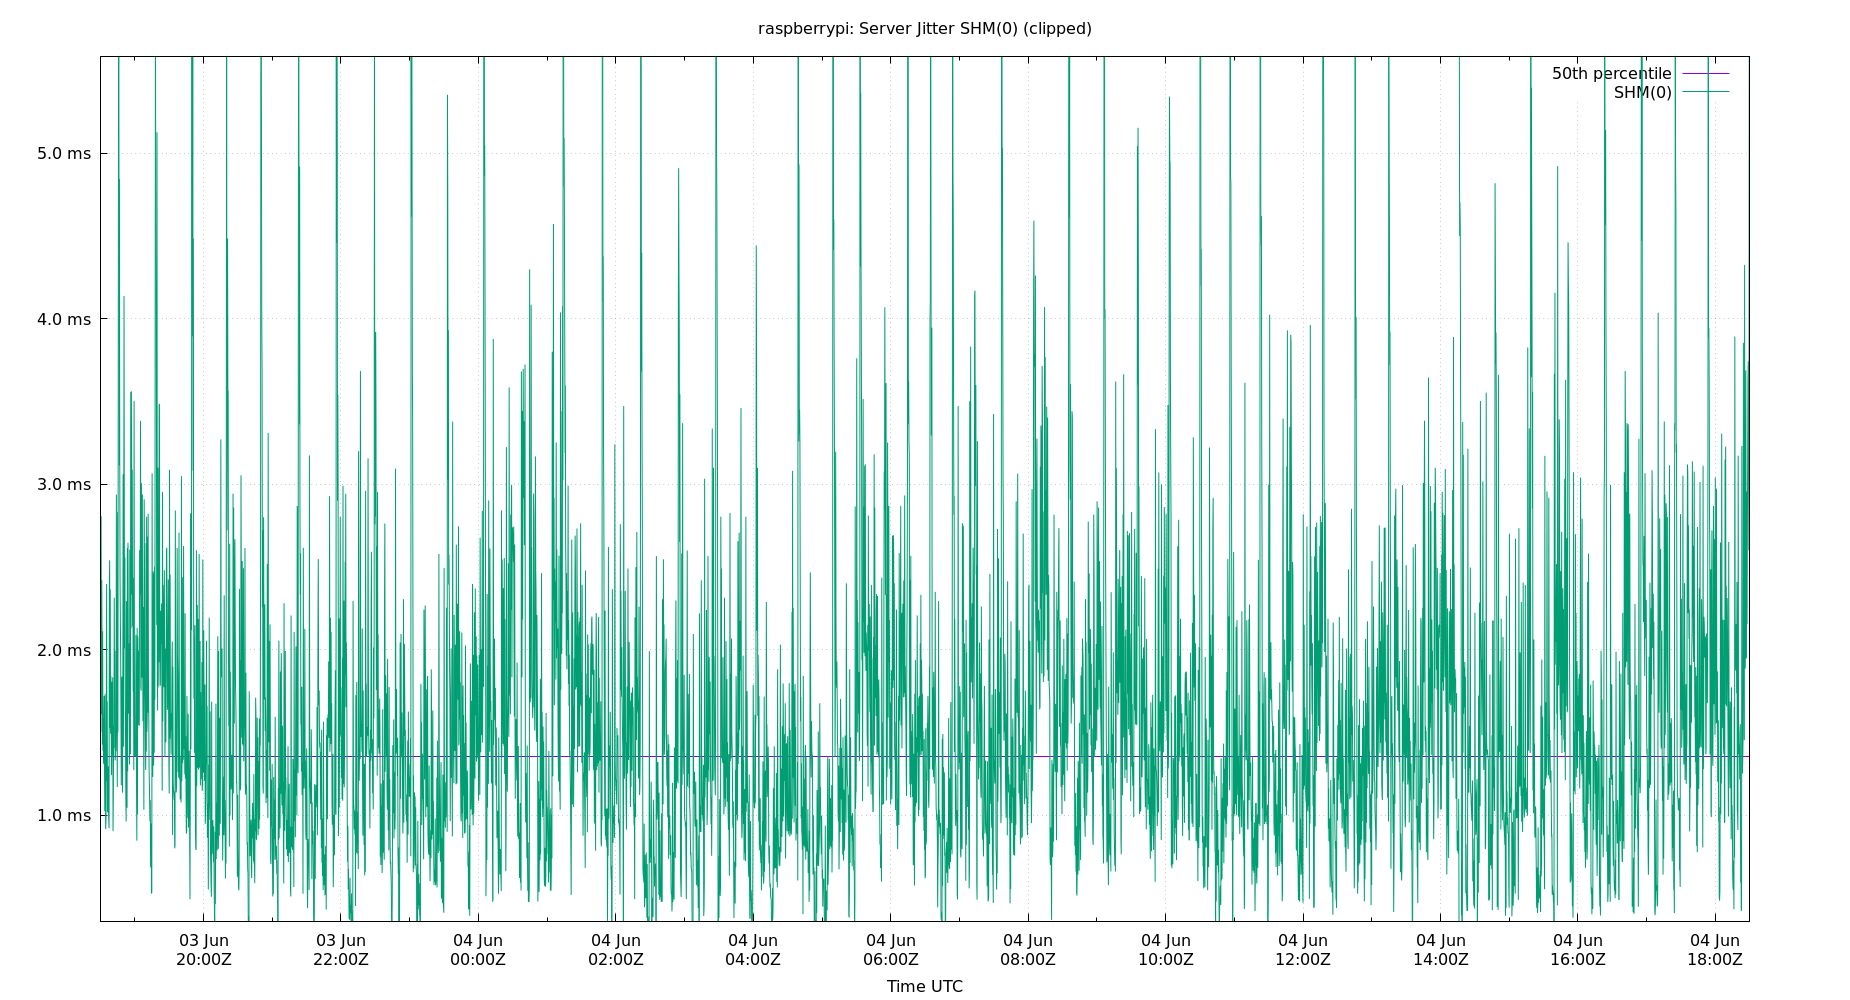 raspberrypi: Server Jitter SHM(0) (clipped)
50th percentile
SHM(0)
5.0 ms
4.0 ms
3.0 ms
2.0 ms
1.0 ms
03 Jun 03 Jun 04 Jun 04 Jun 04 Jun 04 Jun 04 Jun 04 Jun 04 Jun 04 Jun 04 Jun 04 Jun
20:00Z 22:00Z 00:00Z 02:00Z 04:00Z 06:00Z 08:00Z 10:00Z 12:00Z 14:00Z 16:00Z 18:00Z
Time UTC